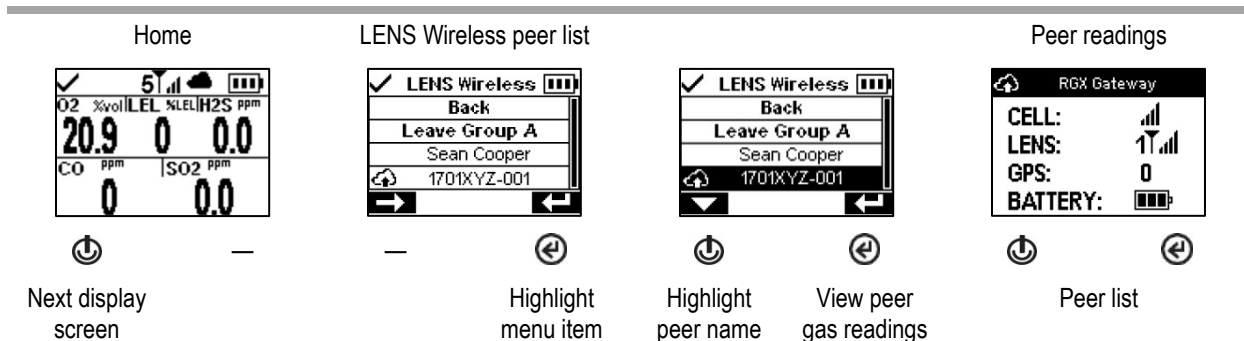 Home
LENS Wireless peer list
Peer readings
5
O2 %vol LEL %LEL H2S ppm
20.9 0 0.0
CO ppm SO2 ppm
0 0.0
LENS Wireless
Back
Leave Group A
Sean Cooper
1701XYZ-001
LENS Wireless
Back
Leave Group A
Sean Cooper
1701XYZ-001
RGX Gateway
CELL:
LENS: 1
GPS: 0
BATTERY:
— —
Next display
screen
Highlight
menu item
Highlight
peer name
View peer
gas readings
Peer list